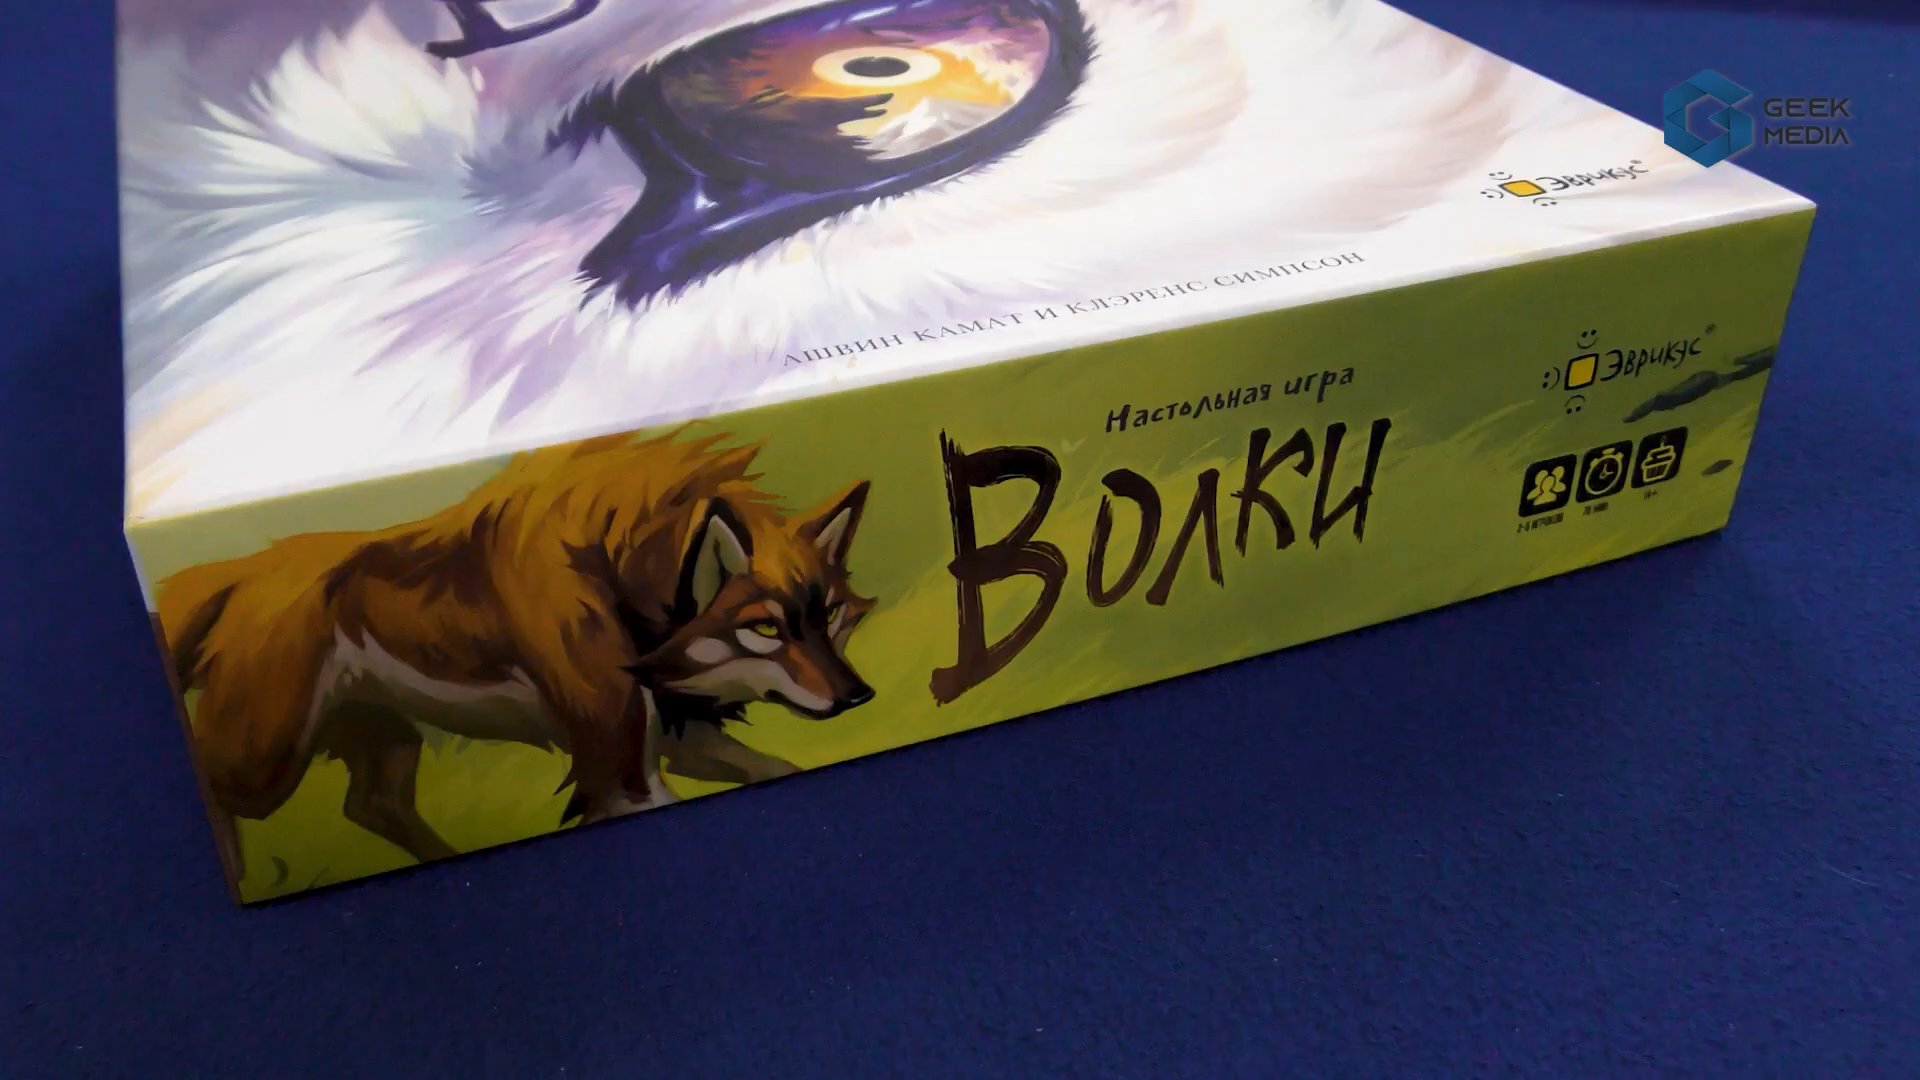 GEEK
MEDIA
Эврикус
АШВИН КАМАТ И КЛЭРЕНС СИМПСОН
Настольная игра
ВОЛКИ
Эврикус